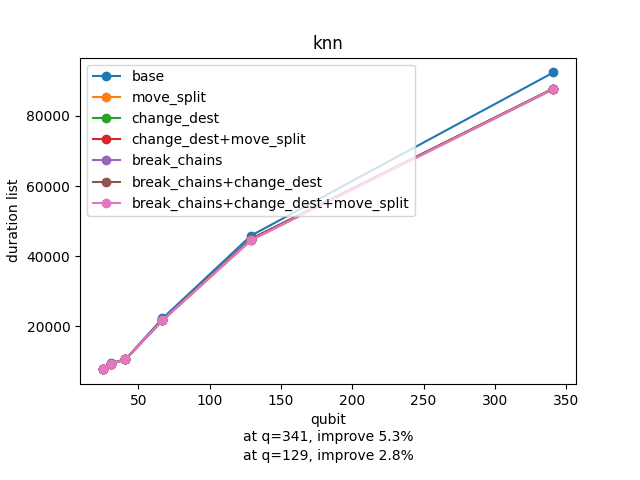 knn
base
move_split
change_dest
change_dest+move_split
break_chains
break_chains+change_dest
break_chains+change_dest+move_split
duration list
80000
60000
40000
20000
50 100 150 200 250 300 350
qubit
at q=341, improve 5.3%
at q=129, improve 2.8%